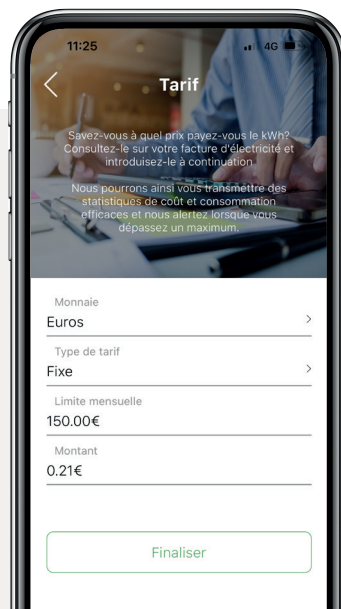 11:25
4G
Tarif
Savez-vous à quel prix payez-vous le kWh?
Consultez-le sur votre facture d'électricité et
introduisez-le à continuation.
Nous pourrons ainsi vous transmettre des
statistiques de coût et consommation
efficaces et nous alertez lorsque vous
dépassez un maximum.
Monnaie
Euros
Type de tarif
Fixe
Limite mensuelle
150.00€
Montant
0.21€
Finaliser